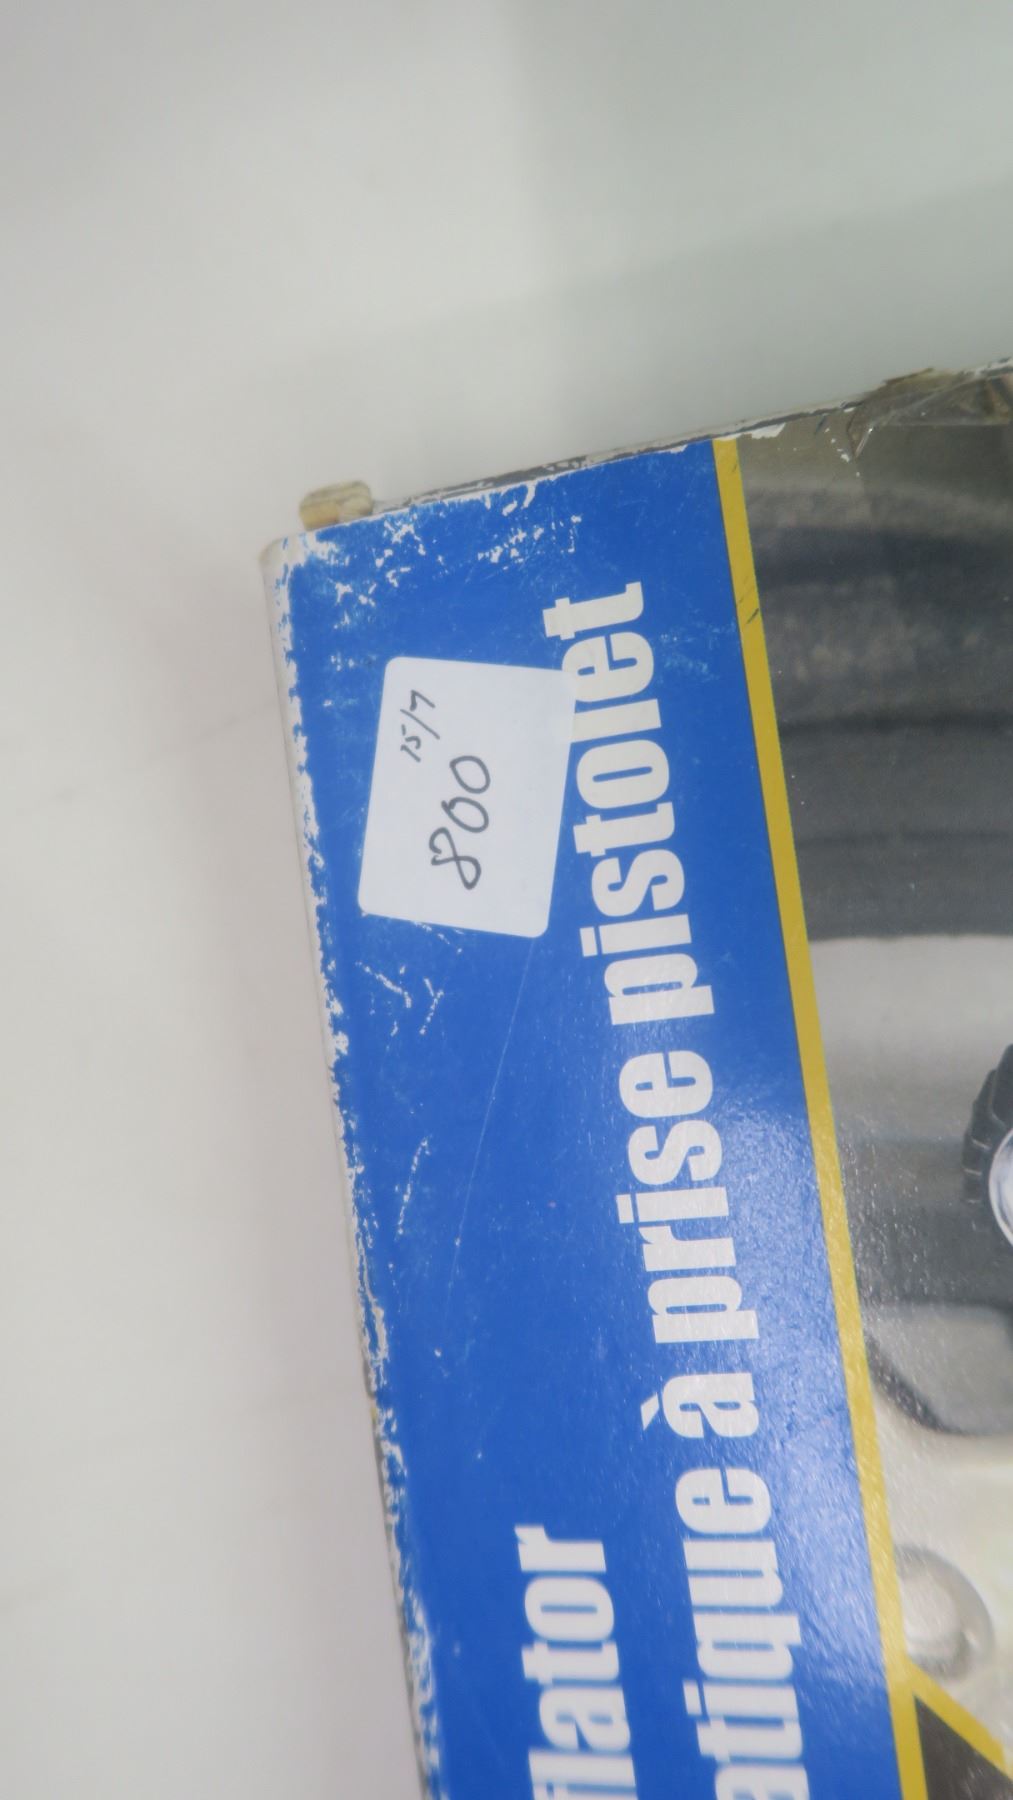 15/7
800
flator
atique à prise pistolet